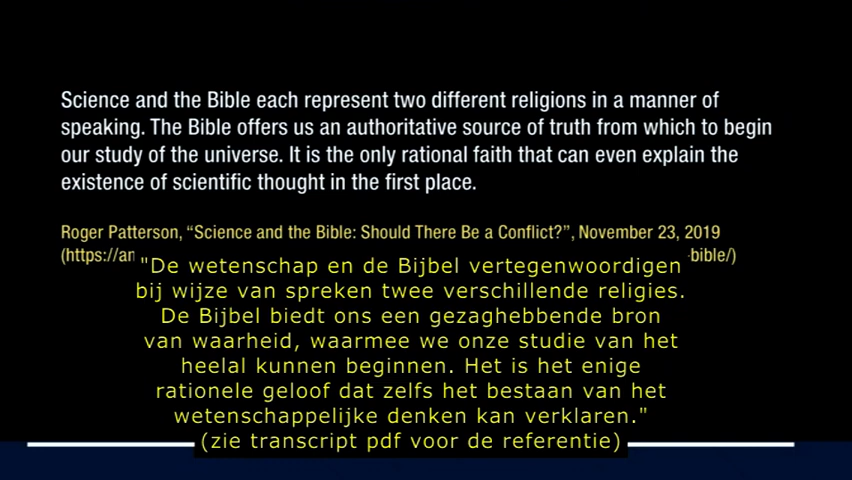 Science and the Bible each represent two different religions in a manner of
speaking. The Bible offers us an authoritative source of truth from which to begin
our study of the universe. It is the only rational faith that can even explain the
existence of scientific thought in the first place.
Roger Patterson, “Science and the Bible: Should There Be a Conflict?”, November 23, 2019
(https://an bible/)
"De wetenschap en de Bijbel vertegenwoordigen
bij wijze van spreken twee verschillende religies.
De Bijbel biedt ons een gezaghebbende bron
van waarheid, waarmee we onze studie van het
heelal kunnen beginnen. Het is het enige
rationele geloof dat zelfs het bestaan van het
wetenschappelijke denken kan verklaren."
(zie transcript pdf voor de referentie)